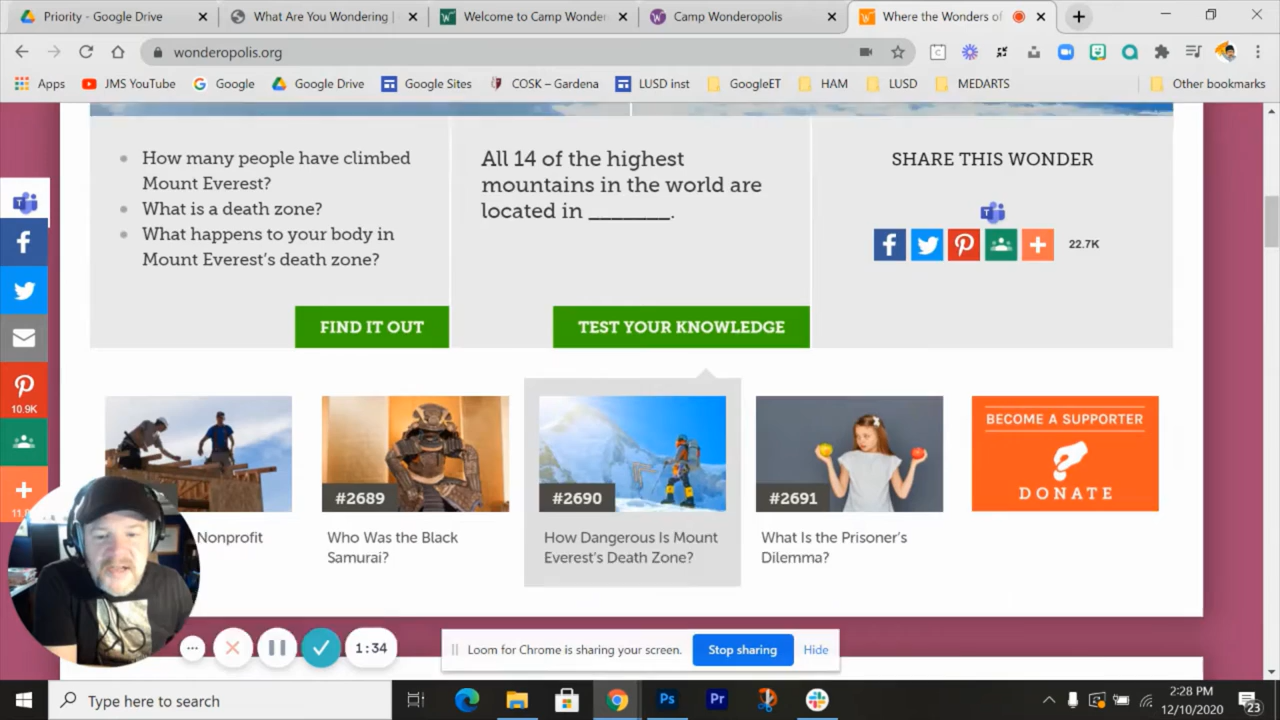 Priority - Google Drive
What Are You Wondering |
Welcome to Camp Wonder
Camp Wonderopolis
Where the Wonders of
wonderopolis.org
Apps
JMS YouTube
Google
Google Drive
Google Sites
COSK – Gardena
LUSD inst
GoogleET
HAM
LUSD
MEDARTS
Other bookmarks
How many people have climbed
Mount Everest?
What is a death zone?
What happens to your body in
Mount Everest's death zone?
FIND IT OUT
All 14 of the highest
mountains in the world are
located in _______.
TEST YOUR KNOWLEDGE
SHARE THIS WONDER
22.7K
10.9K
#2689
#2690
#2691
BECOME A SUPPORTER
DONATE
Nonprofit
Who Was the Black
Samurai?
How Dangerous Is Mount
Everest's Death Zone?
What Is the Prisoner's
Dilemma?
1:34
Loom for Chrome is sharing your screen.
Stop sharing
Hide
Type here to search
2:28 PM
12/10/2020
23